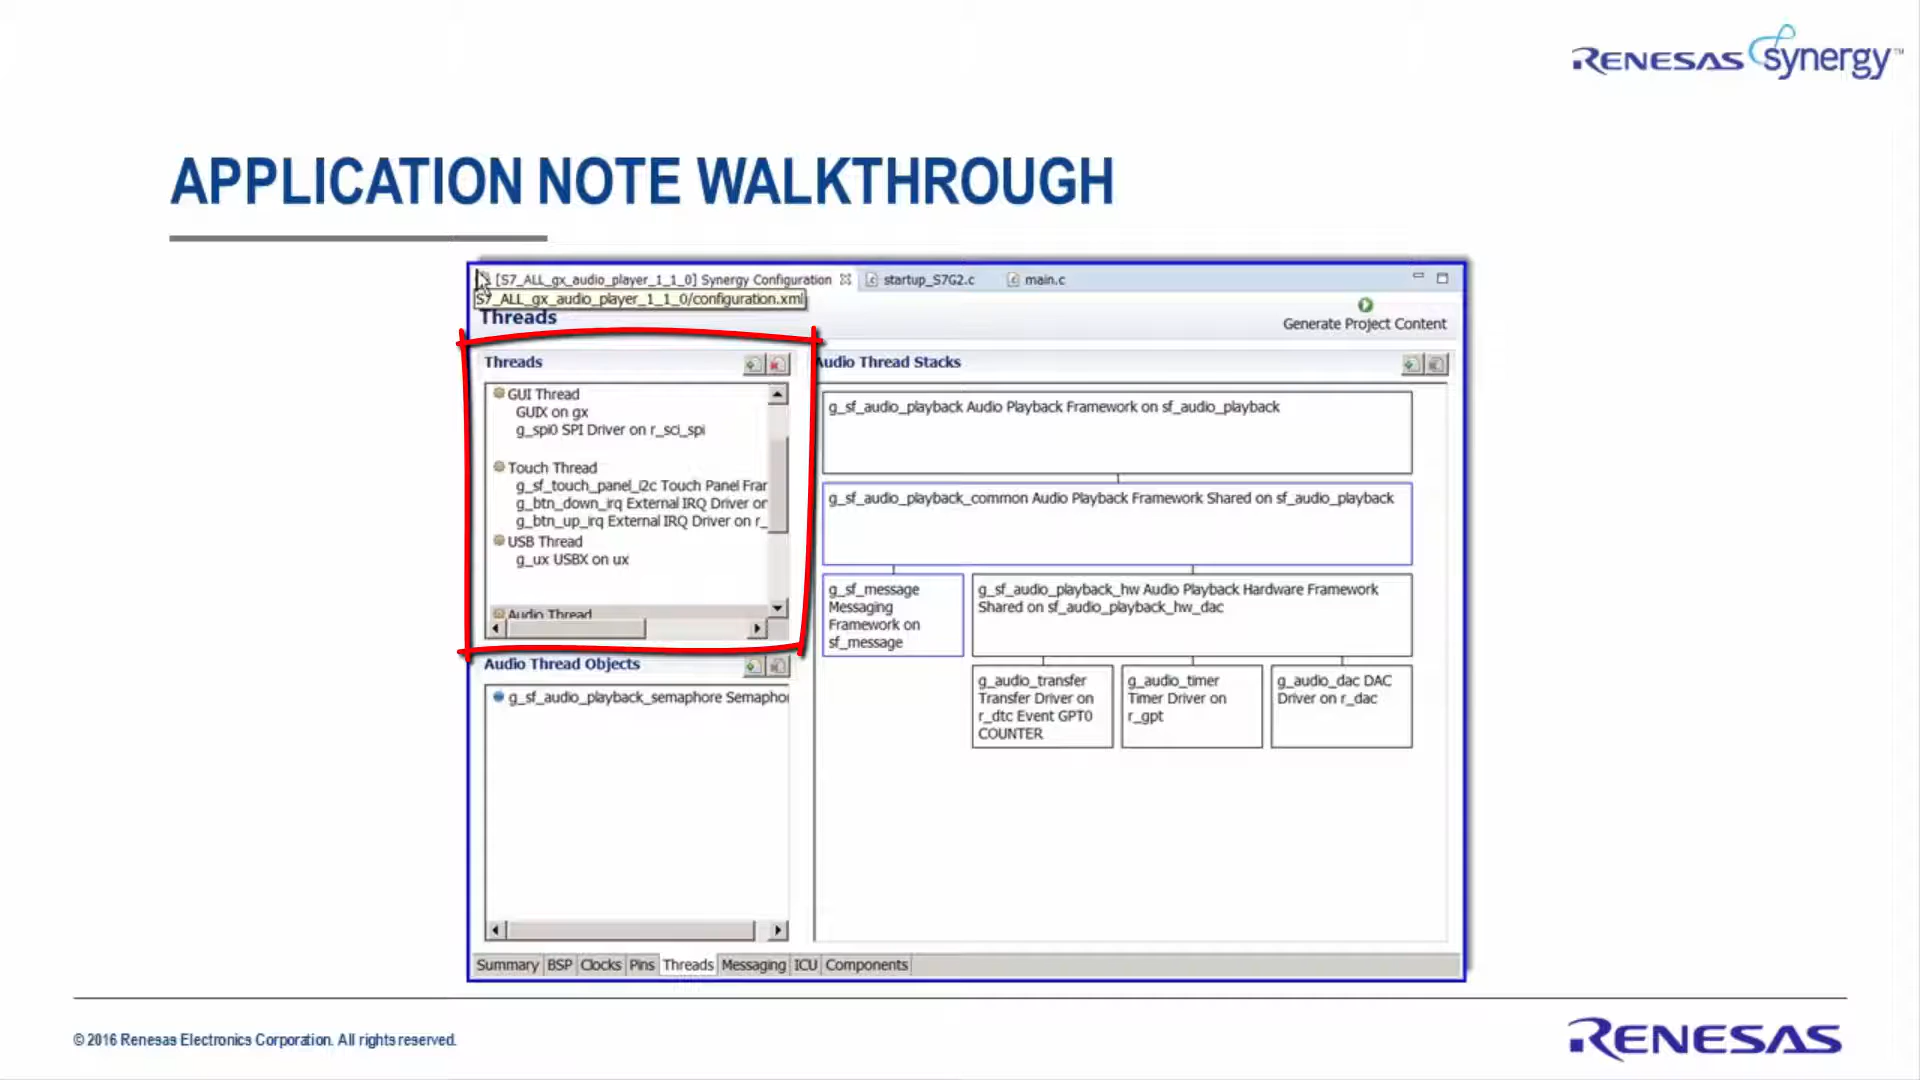 RENESAS synergy™
APPLICATION NOTE WALKTHROUGH
[S7_ALL_gx_audio_player_1_1_0] Synergy Configuration
startup_S7G2.c
main.c
S7_ALL_gx_audio_player_1_1_0/configuration.xml
Threads
Generate Project Content
Threads
GUI Thread
GUIX on gx
g_spi0 SPI Driver on r_sci_spi
Touch Thread
g_sf_touch_panel_i2c Touch Panel Frar
g_btn_down_irq External IRQ Driver or
g_btn_up_irq External IRQ Driver on r_
USB Thread
g_ux USBX on ux
Audio Thread
Audio Thread Objects
g_sf_audio_playback_semaphore Semapho
Audio Thread Stacks
g_sf_audio_playback Audio Playback Framework on sf_audio_playback
g_sf_audio_playback_common Audio Playback Framework Shared on sf_audio_playback
g_sf_message
Messaging
Framework on
sf_message
g_sf_audio_playback_hw Audio Playback Hardware Framework
Shared on sf_audio_playback_hw_dac
g_audio_transfer
Transfer Driver on
r_dtc Event GPT0
COUNTER
g_audio_timer
Timer Driver on
r_gpt
g_audio_dac DAC
Driver on r_dac
Summary BSP Clocks Pins Threads Messaging ICU Components
© 2016 Renesas Electronics Corporation. All rights reserved.
RENESAS